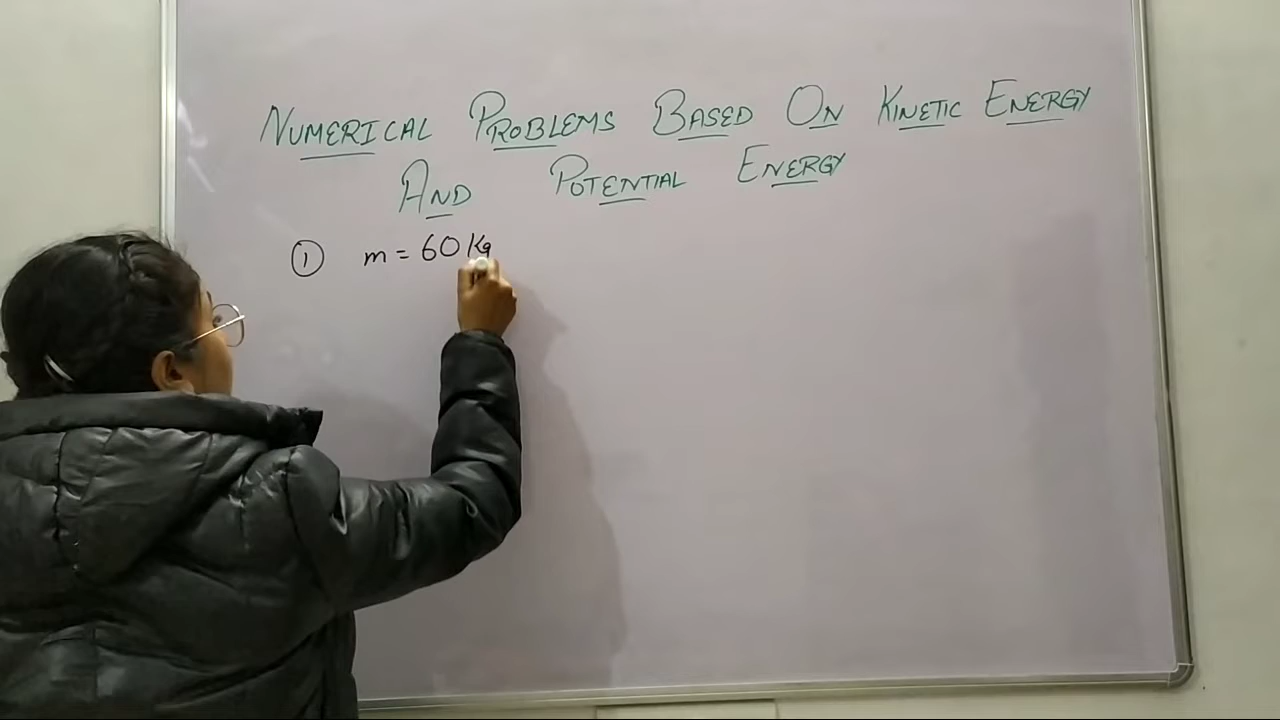 NUMERICAL PROBLEMS BASED ON KINETIC ENERGY
AND POTENTIAL ENERGY
① m = 60 Kg